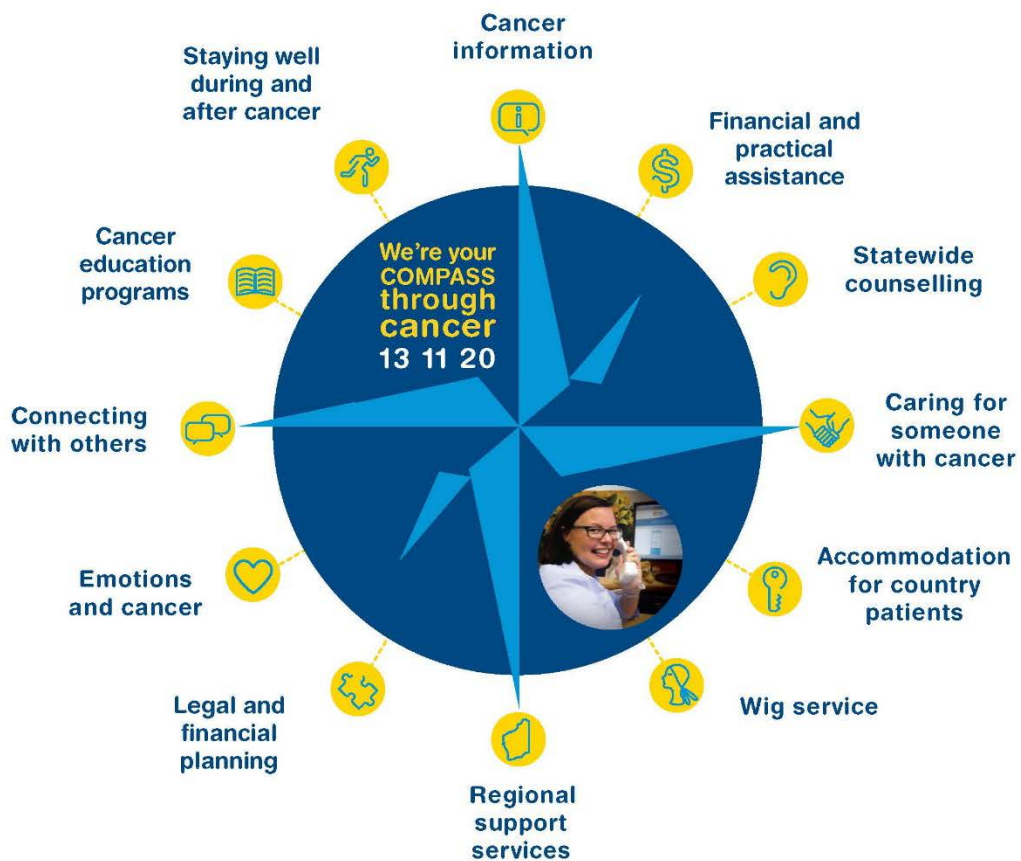 Cancer
information
Financial and
practical
assistance
Statewide
counselling
Caring for
someone
with cancer
Accommodation
for country
patients
Wig service
Regional
support
services
Legal and
financial
planning
Emotions
and cancer
Connecting
with others
Cancer
education
programs
Staying well
during and
after cancer
We're your
COMPASS
through
cancer
13 11 20